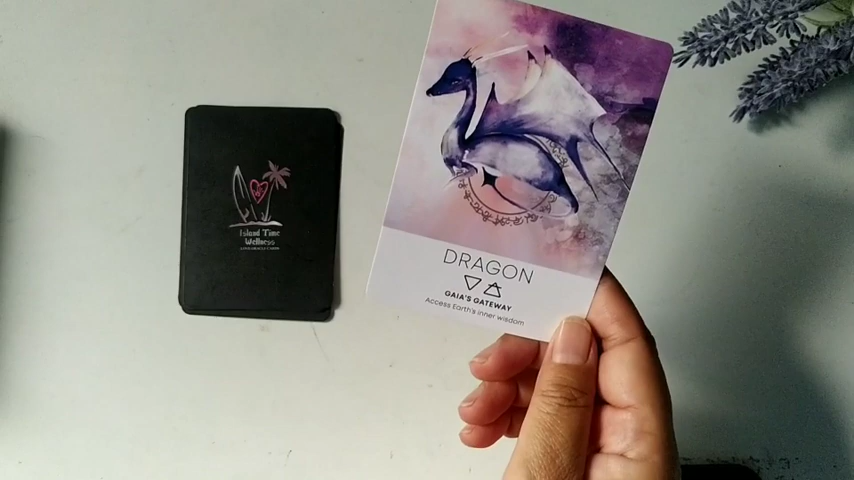 Island Time
Wellness
DRAGON
GAIA'S GATEWAY
Access Earth's inner wisdom